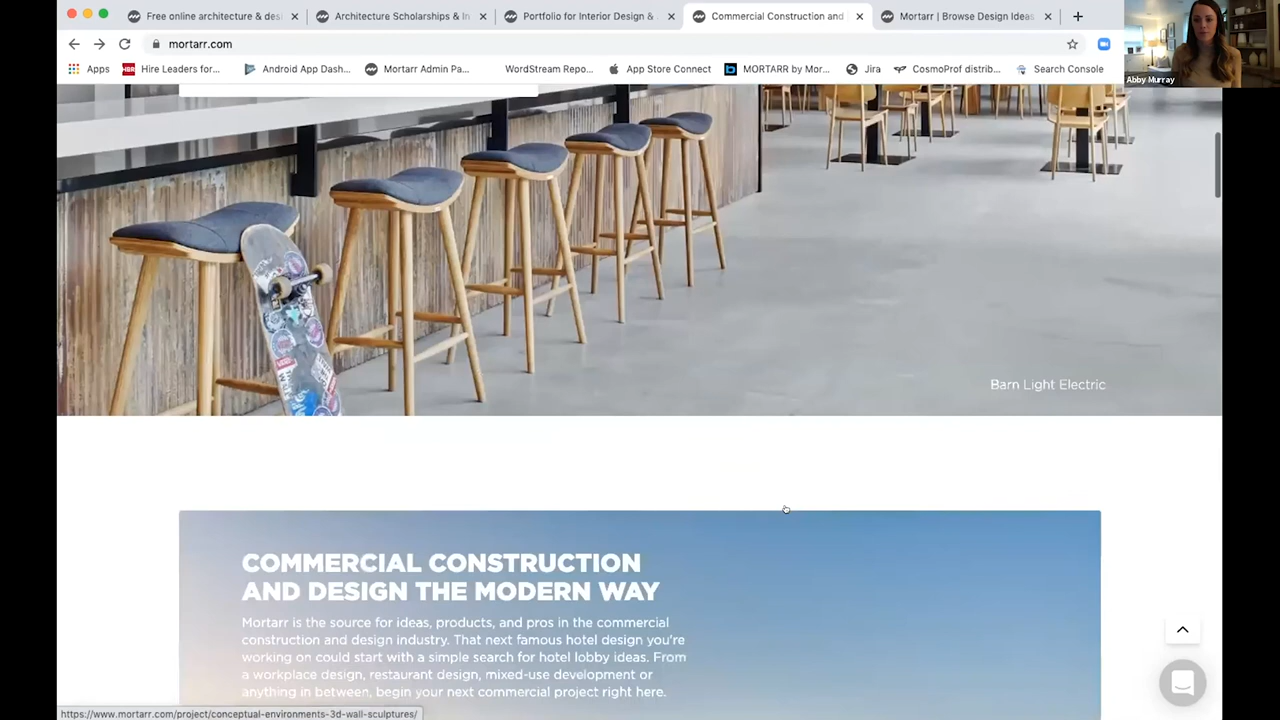 Free online architecture & desi
Architecture Scholarships & In
Portfolio for Interior Design &
Commercial Construction and
Mortarr | Browse Design Ideas
mortarr.com
Apps
HBR Hire Leaders for...
Android App Dash...
Mortarr Admin Pa...
WordStream Repo...
App Store Connect
MORTARR by Mor...
Jira
CosmoProf distrib...
Search Console
Abby Murray
Barn Light Electric
COMMERCIAL CONSTRUCTION
AND DESIGN THE MODERN WAY
Mortarr is the source for ideas, products, and pros in the commercial
construction and design industry. That next famous hotel design you're
working on could start with a simple search for hotel lobby ideas. From
a workplace design, restaurant design, mixed-use development or
anything in between, begin your next commercial project right here.
https://www.mortarr.com/project/conceptual-environments-3d-wall-sculptures/